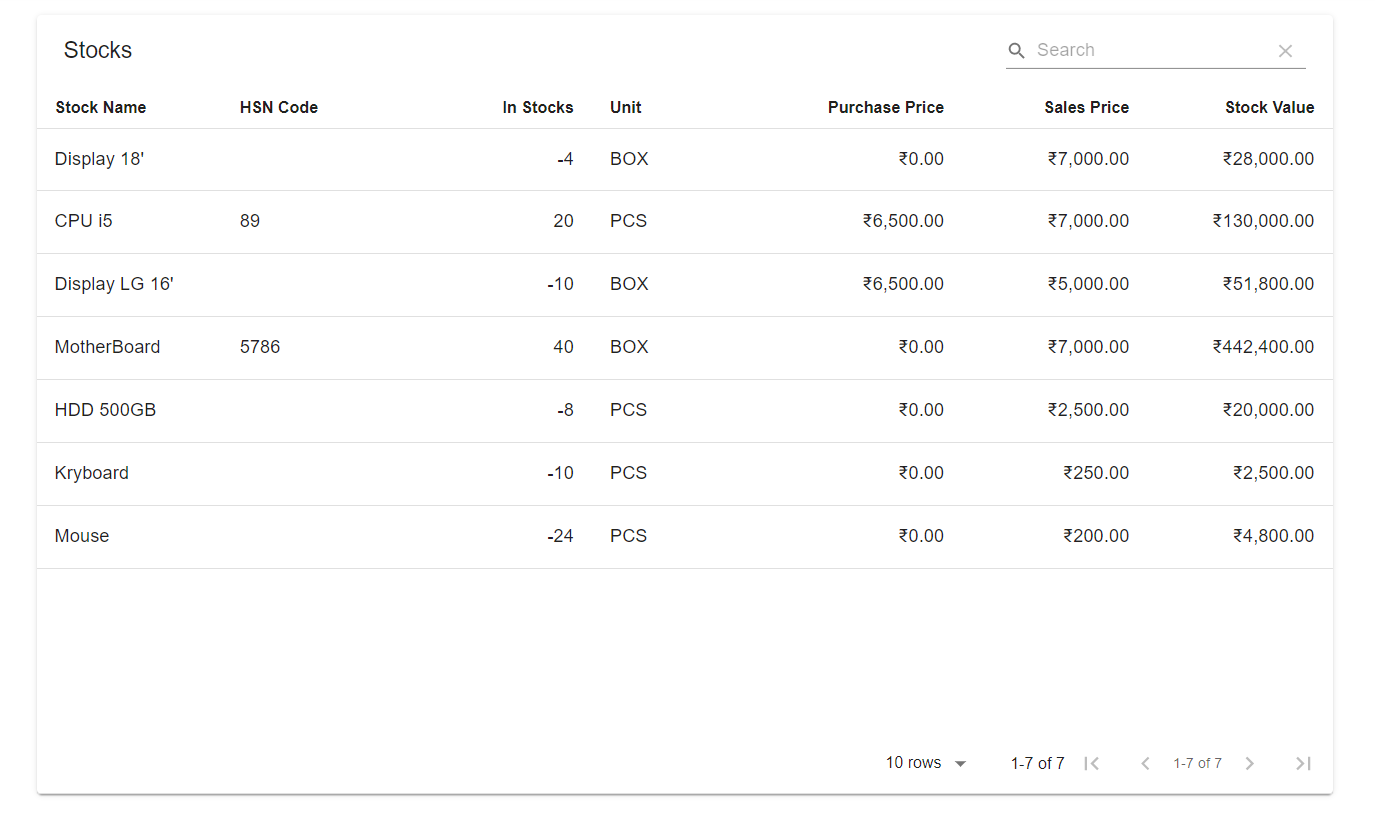 Stocks Search
Stock Name HSN Code In Stocks Unit Purchase Price Sales Price Stock Value
Display 18' -4 BOX ₹0.00 ₹7,000.00 ₹28,000.00
CPU i5 89 20 PCS ₹6,500.00 ₹7,000.00 ₹130,000.00
Display LG 16' -10 BOX ₹6,500.00 ₹5,000.00 ₹51,800.00
MotherBoard 5786 40 BOX ₹0.00 ₹7,000.00 ₹442,400.00
HDD 500GB -8 PCS ₹0.00 ₹2,500.00 ₹20,000.00
Kryboard -10 PCS ₹0.00 ₹250.00 ₹2,500.00
Mouse -24 PCS ₹0.00 ₹200.00 ₹4,800.00
10 rows 1-7 of 7 1-7 of 7